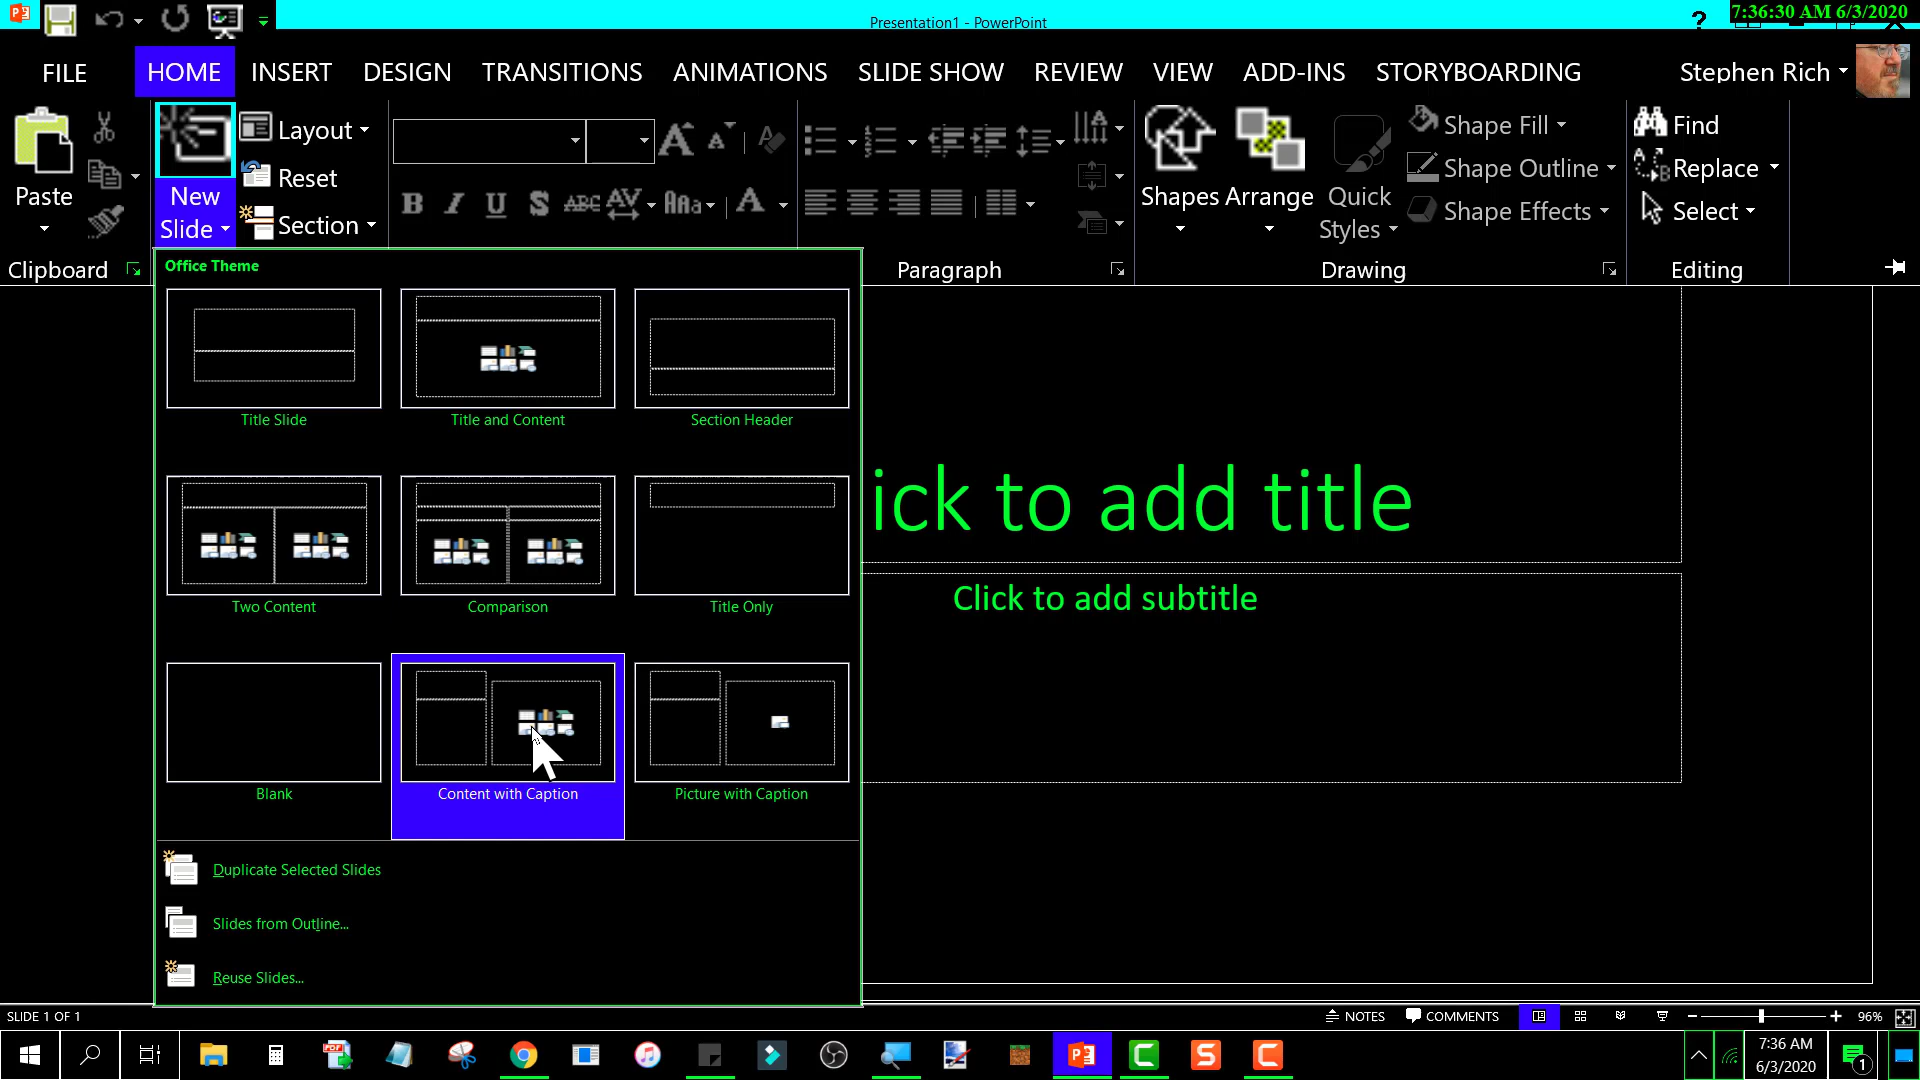 Presentation1 - PowerPoint
?
7:36:30 AM 6/3/2020
FILE
HOME
INSERT
DESIGN
TRANSITIONS
ANIMATIONS
SLIDE SHOW
REVIEW
VIEW
ADD-INS
STORYBOARDING
Stephen Rich
Paste
New
Slide
Layout
Reset
Section
B I U S ABC AV Aa A
Shapes
Arrange
Quick
Styles
Shape Fill
Shape Outline
Shape Effects
Find
Replace
Select
Clipboard
Paragraph
Drawing
Editing
Office Theme
Title Slide
Title and Content
Section Header
Two Content
Comparison
Title Only
Blank
Content with Caption
Picture with Caption
Duplicate Selected Slides
Slides from Outline...
Reuse Slides...
ick to add title
Click to add subtitle
SLIDE 1 OF 1
NOTES
COMMENTS
96%
7:36 AM
6/3/2020
1